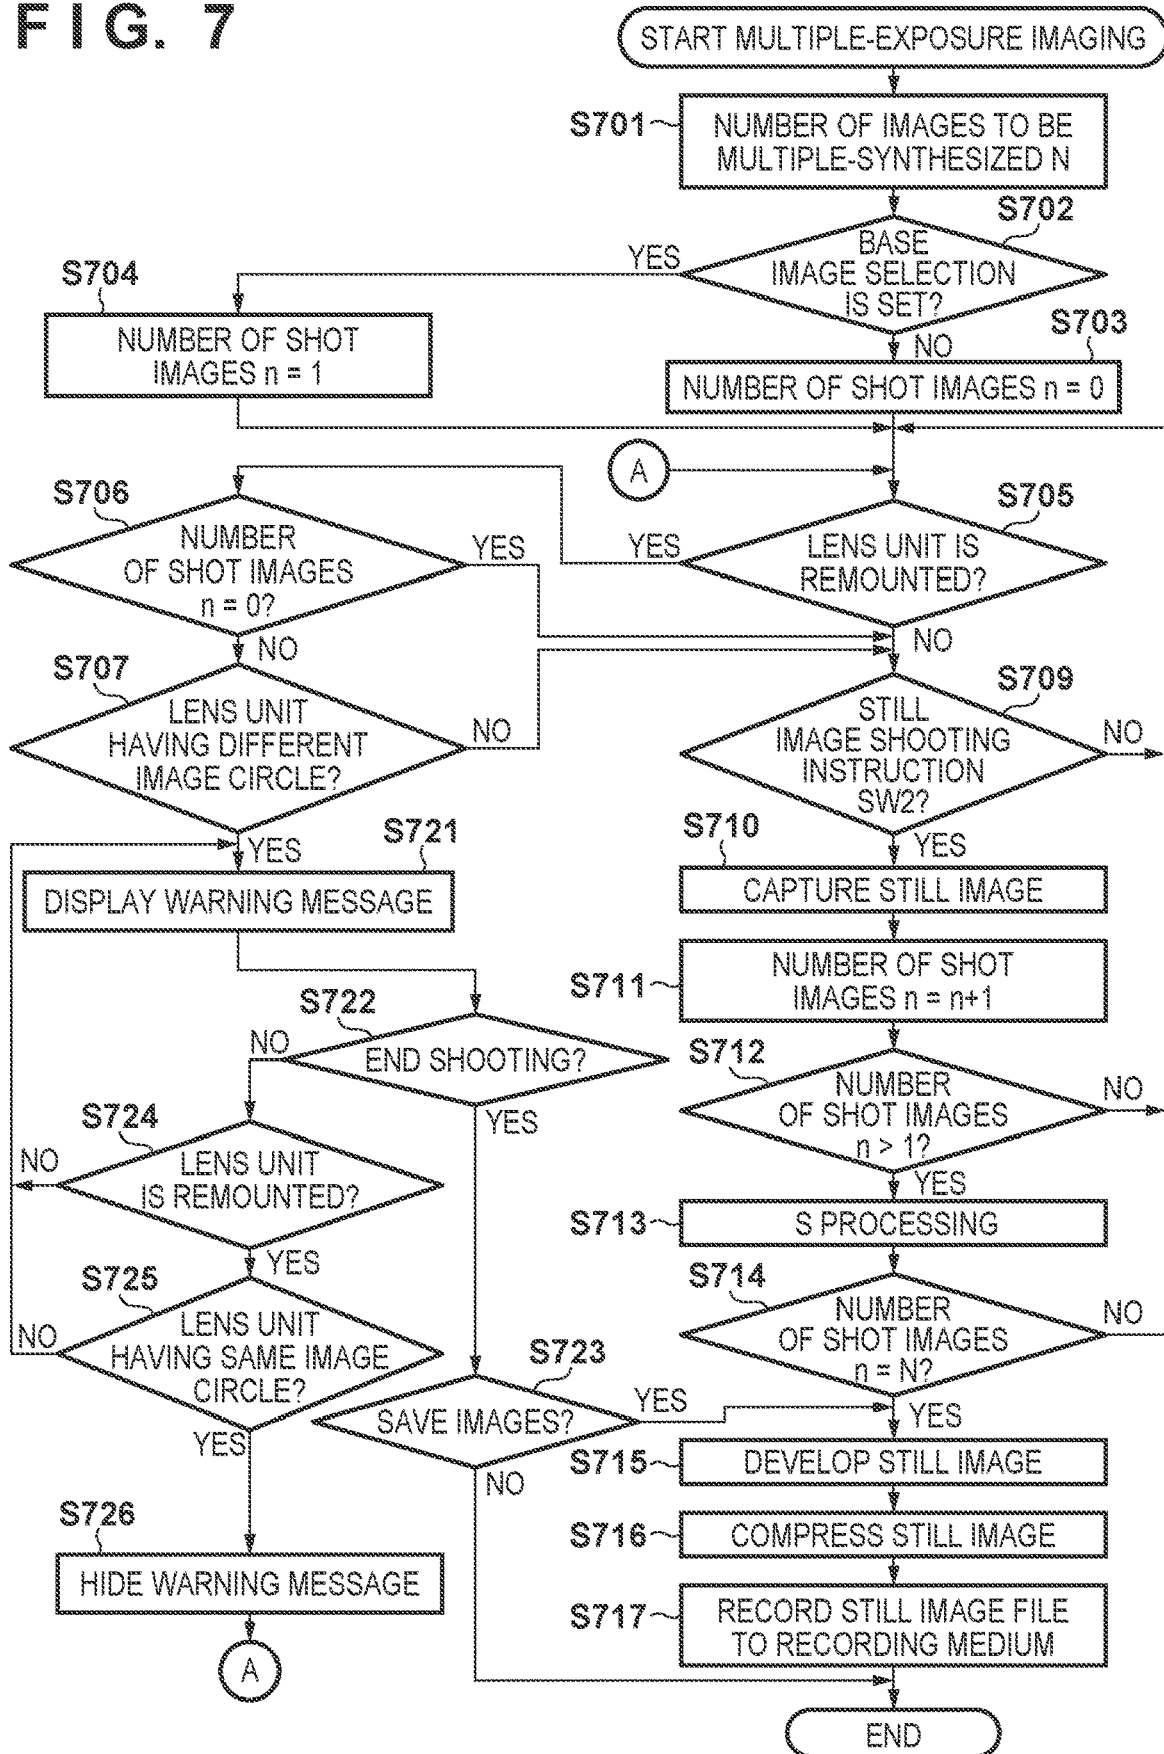 FIG. 7
START MULTIPLE-EXPOSURE IMAGING
S701
NUMBER OF IMAGES TO BE
MULTIPLE-SYNTHESIZED N
S702
BASE
IMAGE SELECTION
IS SET?
YES
NO
S704
NUMBER OF SHOT
IMAGES n = 1
S703
NUMBER OF SHOT IMAGES n = 0
A
S705
LENS UNIT IS
REMOUNTED?
YES
NO
S706
NUMBER
OF SHOT IMAGES
n = 0?
YES
NO
S707
LENS UNIT
HAVING DIFFERENT
IMAGE CIRCLE?
NO
YES
S709
STILL
IMAGE SHOOTING
INSTRUCTION
SW2?
NO
YES
S710
CAPTURE STILL IMAGE
S711
NUMBER OF SHOT
IMAGES n = n+1
S712
NUMBER
OF SHOT IMAGES
n > 1?
NO
YES
S713
S PROCESSING
S714
NUMBER
OF SHOT IMAGES
n = N?
NO
YES
S721
DISPLAY WARNING MESSAGE
S722
END SHOOTING?
NO
YES
S724
LENS UNIT
IS REMOUNTED?
NO
YES
S725
LENS UNIT
HAVING SAME IMAGE
CIRCLE?
NO
YES
S723
SAVE IMAGES?
YES
NO
S726
HIDE WARNING MESSAGE
A
S715
DEVELOP STILL IMAGE
S716
COMPRESS STILL IMAGE
S717
RECORD STILL IMAGE FILE
TO RECORDING MEDIUM
END